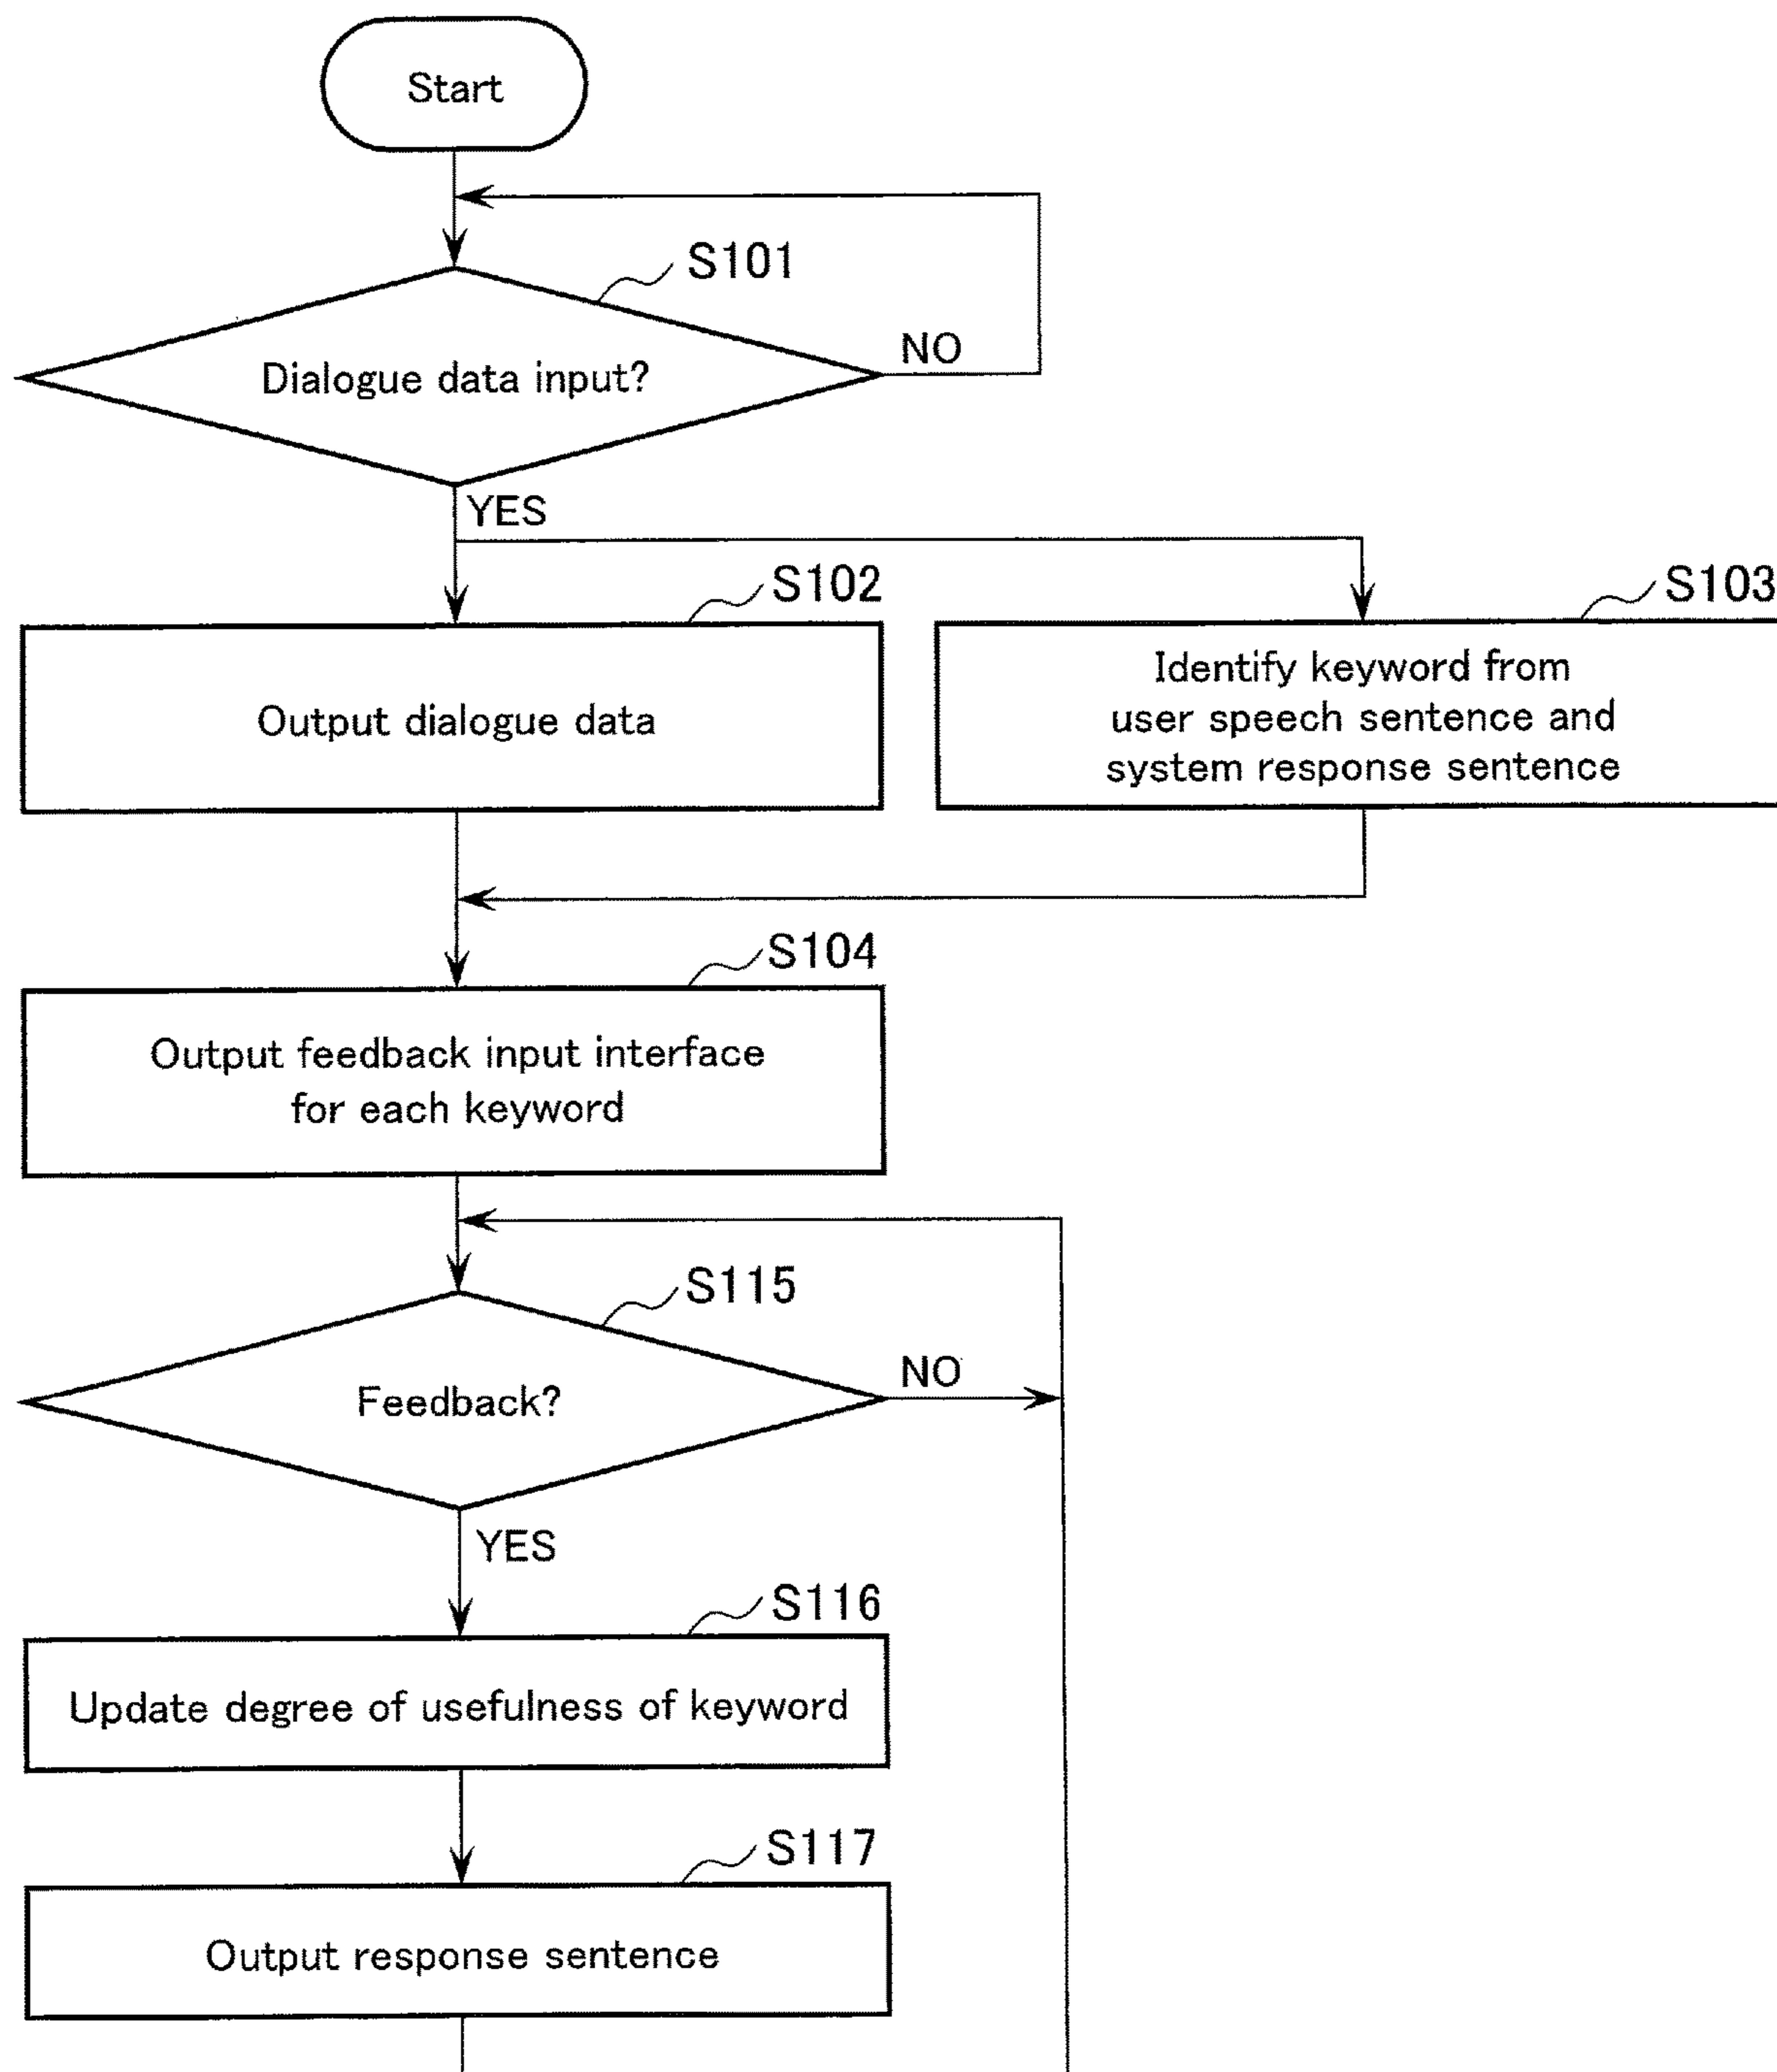 Start
S101
Dialogue data input?
NO
YES
S102
S103
Output dialogue data
Identify keyword from
user speech sentence and
system response sentence
S104
Output feedback input interface
for each keyword
S115
Feedback?
NO
YES
S116
Update degree of usefulness of keyword
S117
Output response sentence